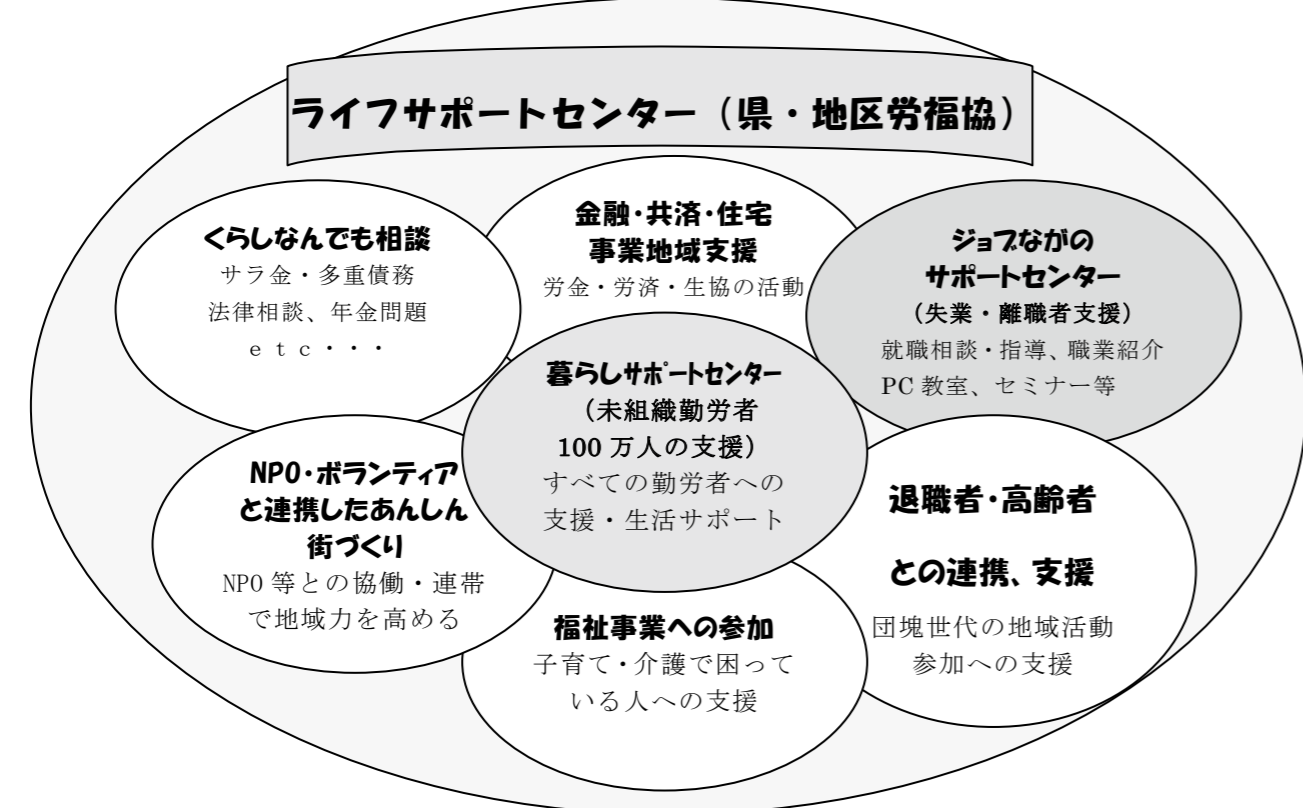 ライフサポートセンター（県・地区労福協）
くらしなんでも相談
サラ金・多重債務
法律相談、年金問題
ｅｔｃ・・・
金融・共済・住宅
事業地域支援
労金・労済・生協の活動
ジョブながの
サポートセンター
（失業・離職者支援）
就職相談・指導、職業紹介
PC 教室、セミナー等
暮らしｻﾎﾟｰﾄｾﾝﾀｰ
（未組織勤労者
100 万人の支援）
すべての勤労者への
支援・生活サポート
NPO・ボランティア
と連携したあんしん
街づくり
NPO 等との協働・連帯
で地域力を高める
福祉事業への参加
子育て・介護で困って
いる人への支援
退職者・高齢者
との連携、支援
団塊世代の地域活動
参加への支援